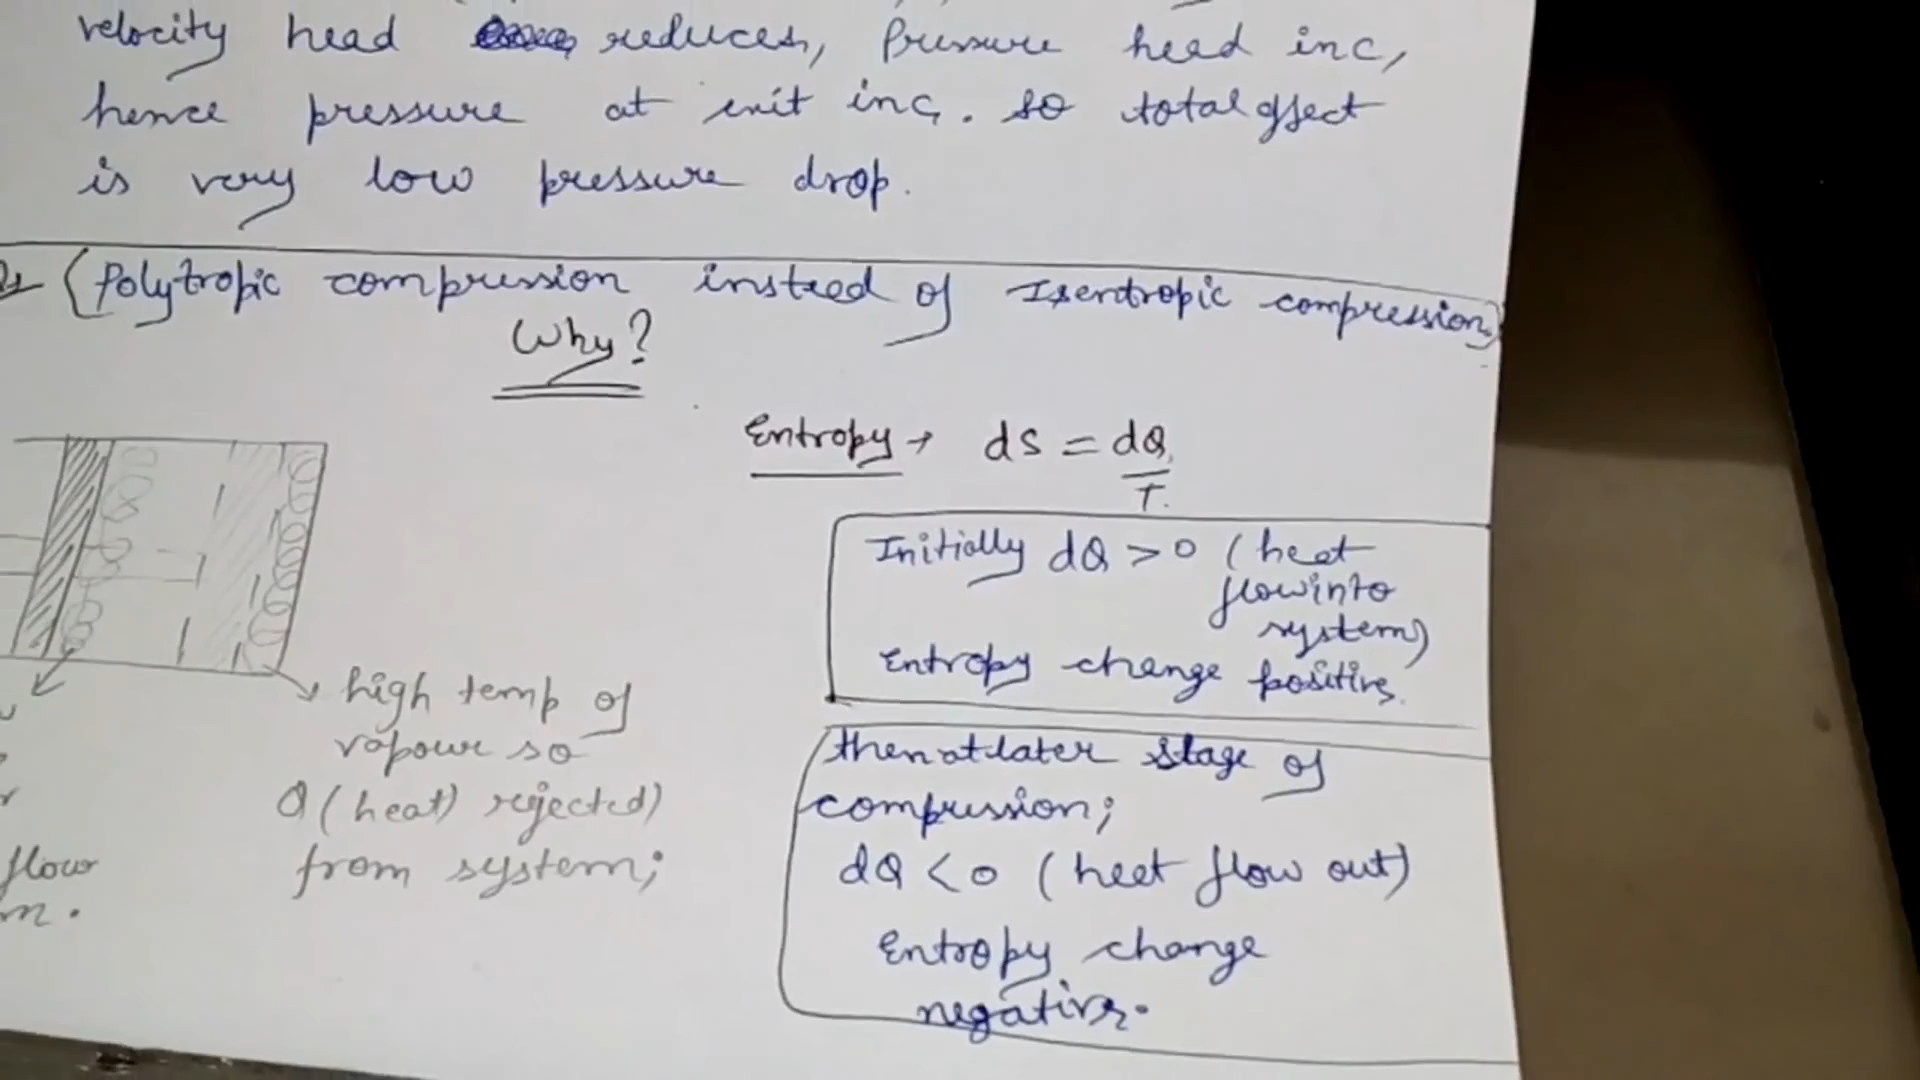 velocity head reduces, Pressure head inc,
hence pressure at exit inc,. so total effect
is very low pressure drop.
(Polytropic compression instead of Isentropic compression)
Why?
Entropy → dS = dQ
T.
Initially dQ > 0 (heat
flow into
system)
Entropy change positive.
high temp of
vapour so
Q (heat) rejected)
from system;
then at later stage of
compression;
dQ < 0 (heat flow out)
Entropy change
negative.
flow
m.